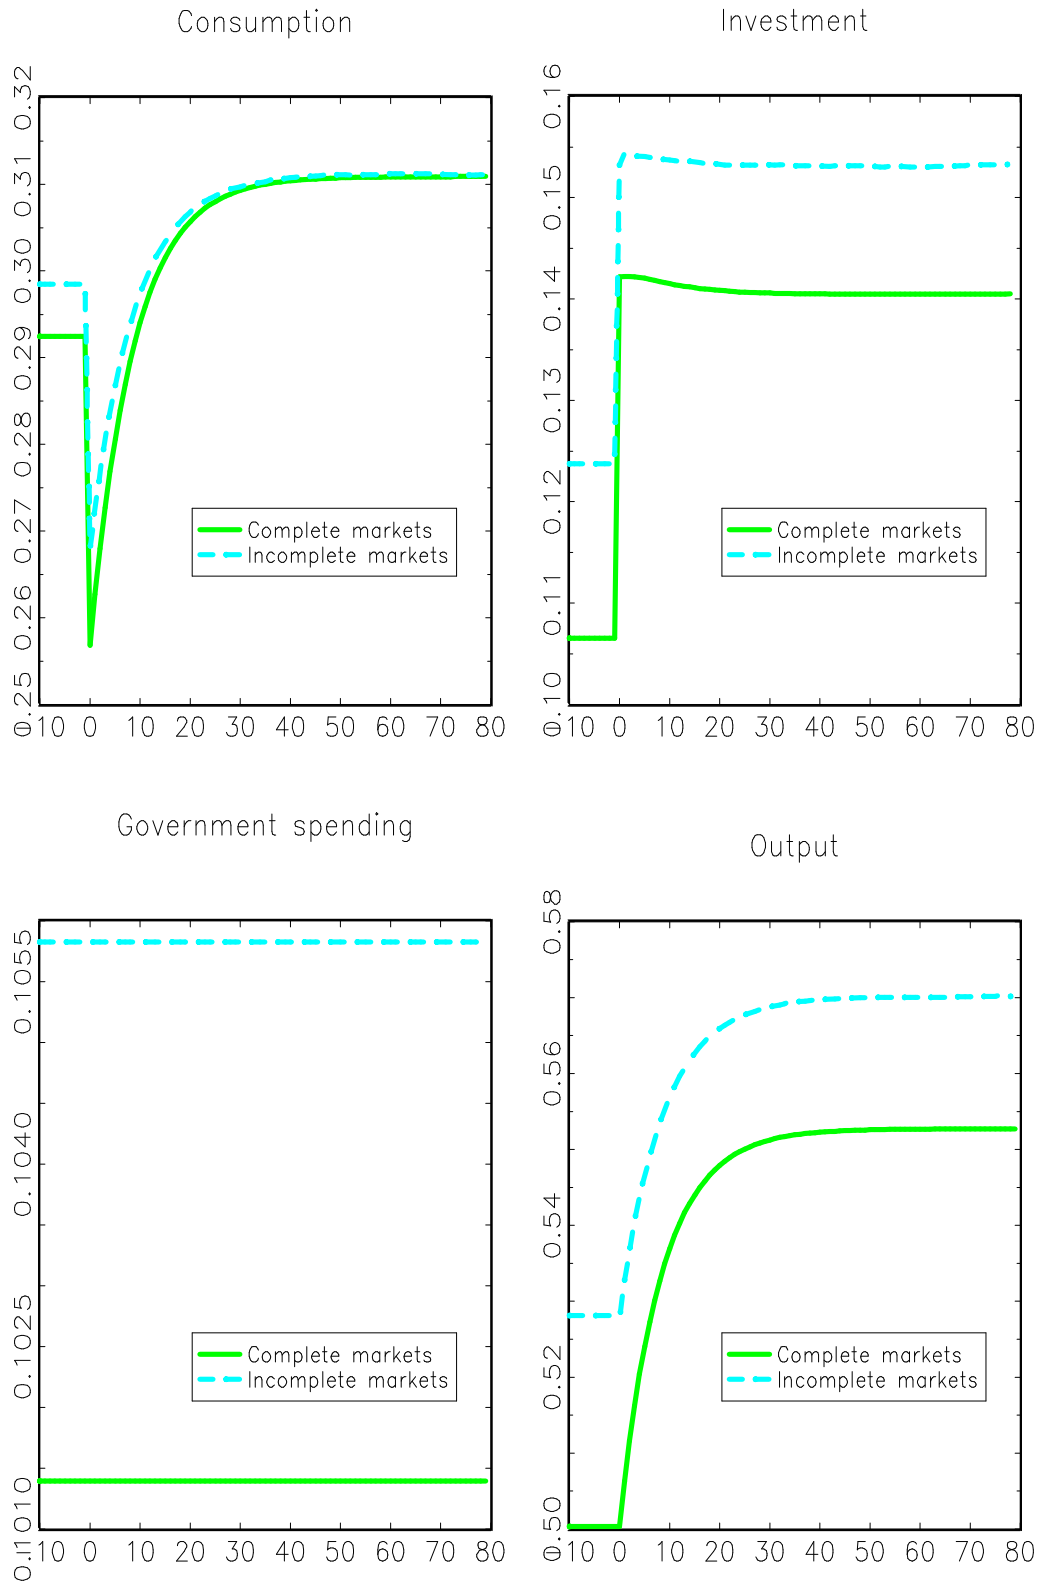 Consumption
0.32
0.31
0.30
0.29
0.28
0.27
0.26
0.25
-10 0 10 20 30 40 50 60 70 80
Complete markets
Incomplete markets
Investment
0.16
0.15
0.14
0.13
0.12
0.11
0.10
-10 0 10 20 30 40 50 60 70 80
Complete markets
Incomplete markets
Government spending
0.1055
0.1040
0.1025
0.1010
-10 0 10 20 30 40 50 60 70 80
Complete markets
Incomplete markets
Output
0.58
0.56
0.54
0.52
0.50
-10 0 10 20 30 40 50 60 70 80
Complete markets
Incomplete markets